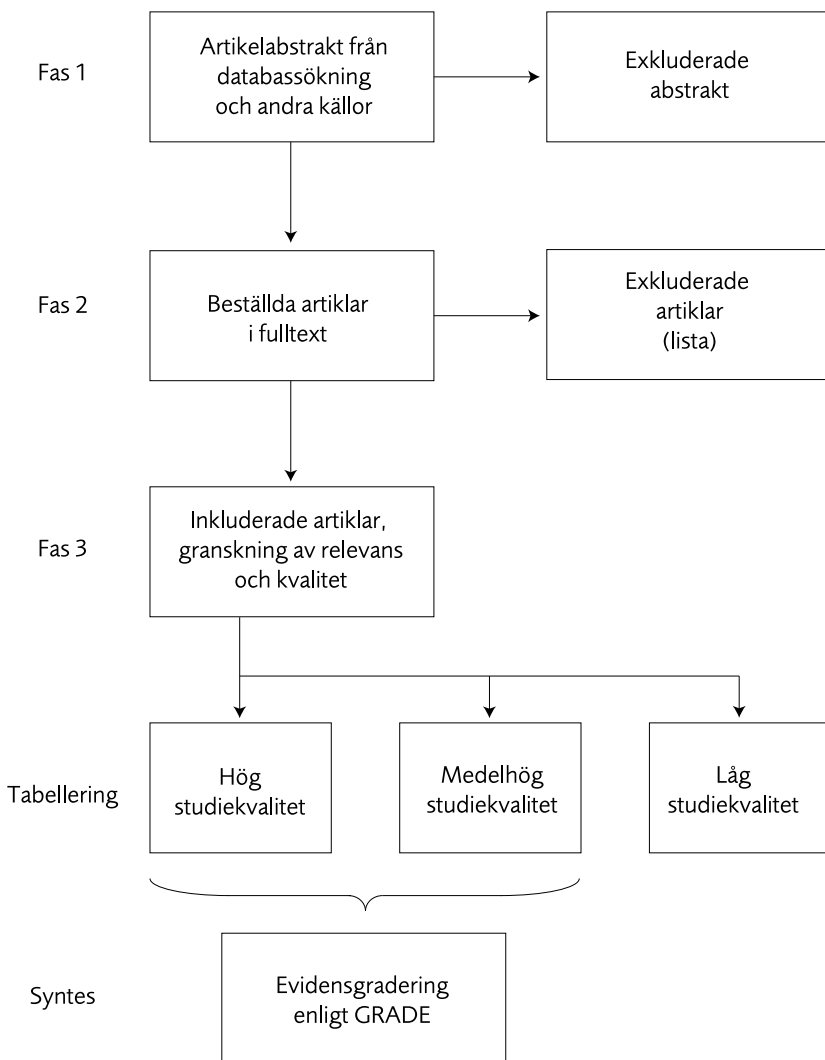 Fas 1
Artikelabstrakt från
databassökning
och andra källor
Exkluderade
abstrakt
Fas 2
Beställda artiklar
i fulltext
Exkluderade
artiklar
(lista)
Fas 3
Inkluderade artiklar,
granskning av relevans
och kvalitet
Tabellering
Hög
studiekvalitet
Medelhög
studiekvalitet
Låg
studiekvalitet
Syntes
Evidensgradering
enligt GRADE